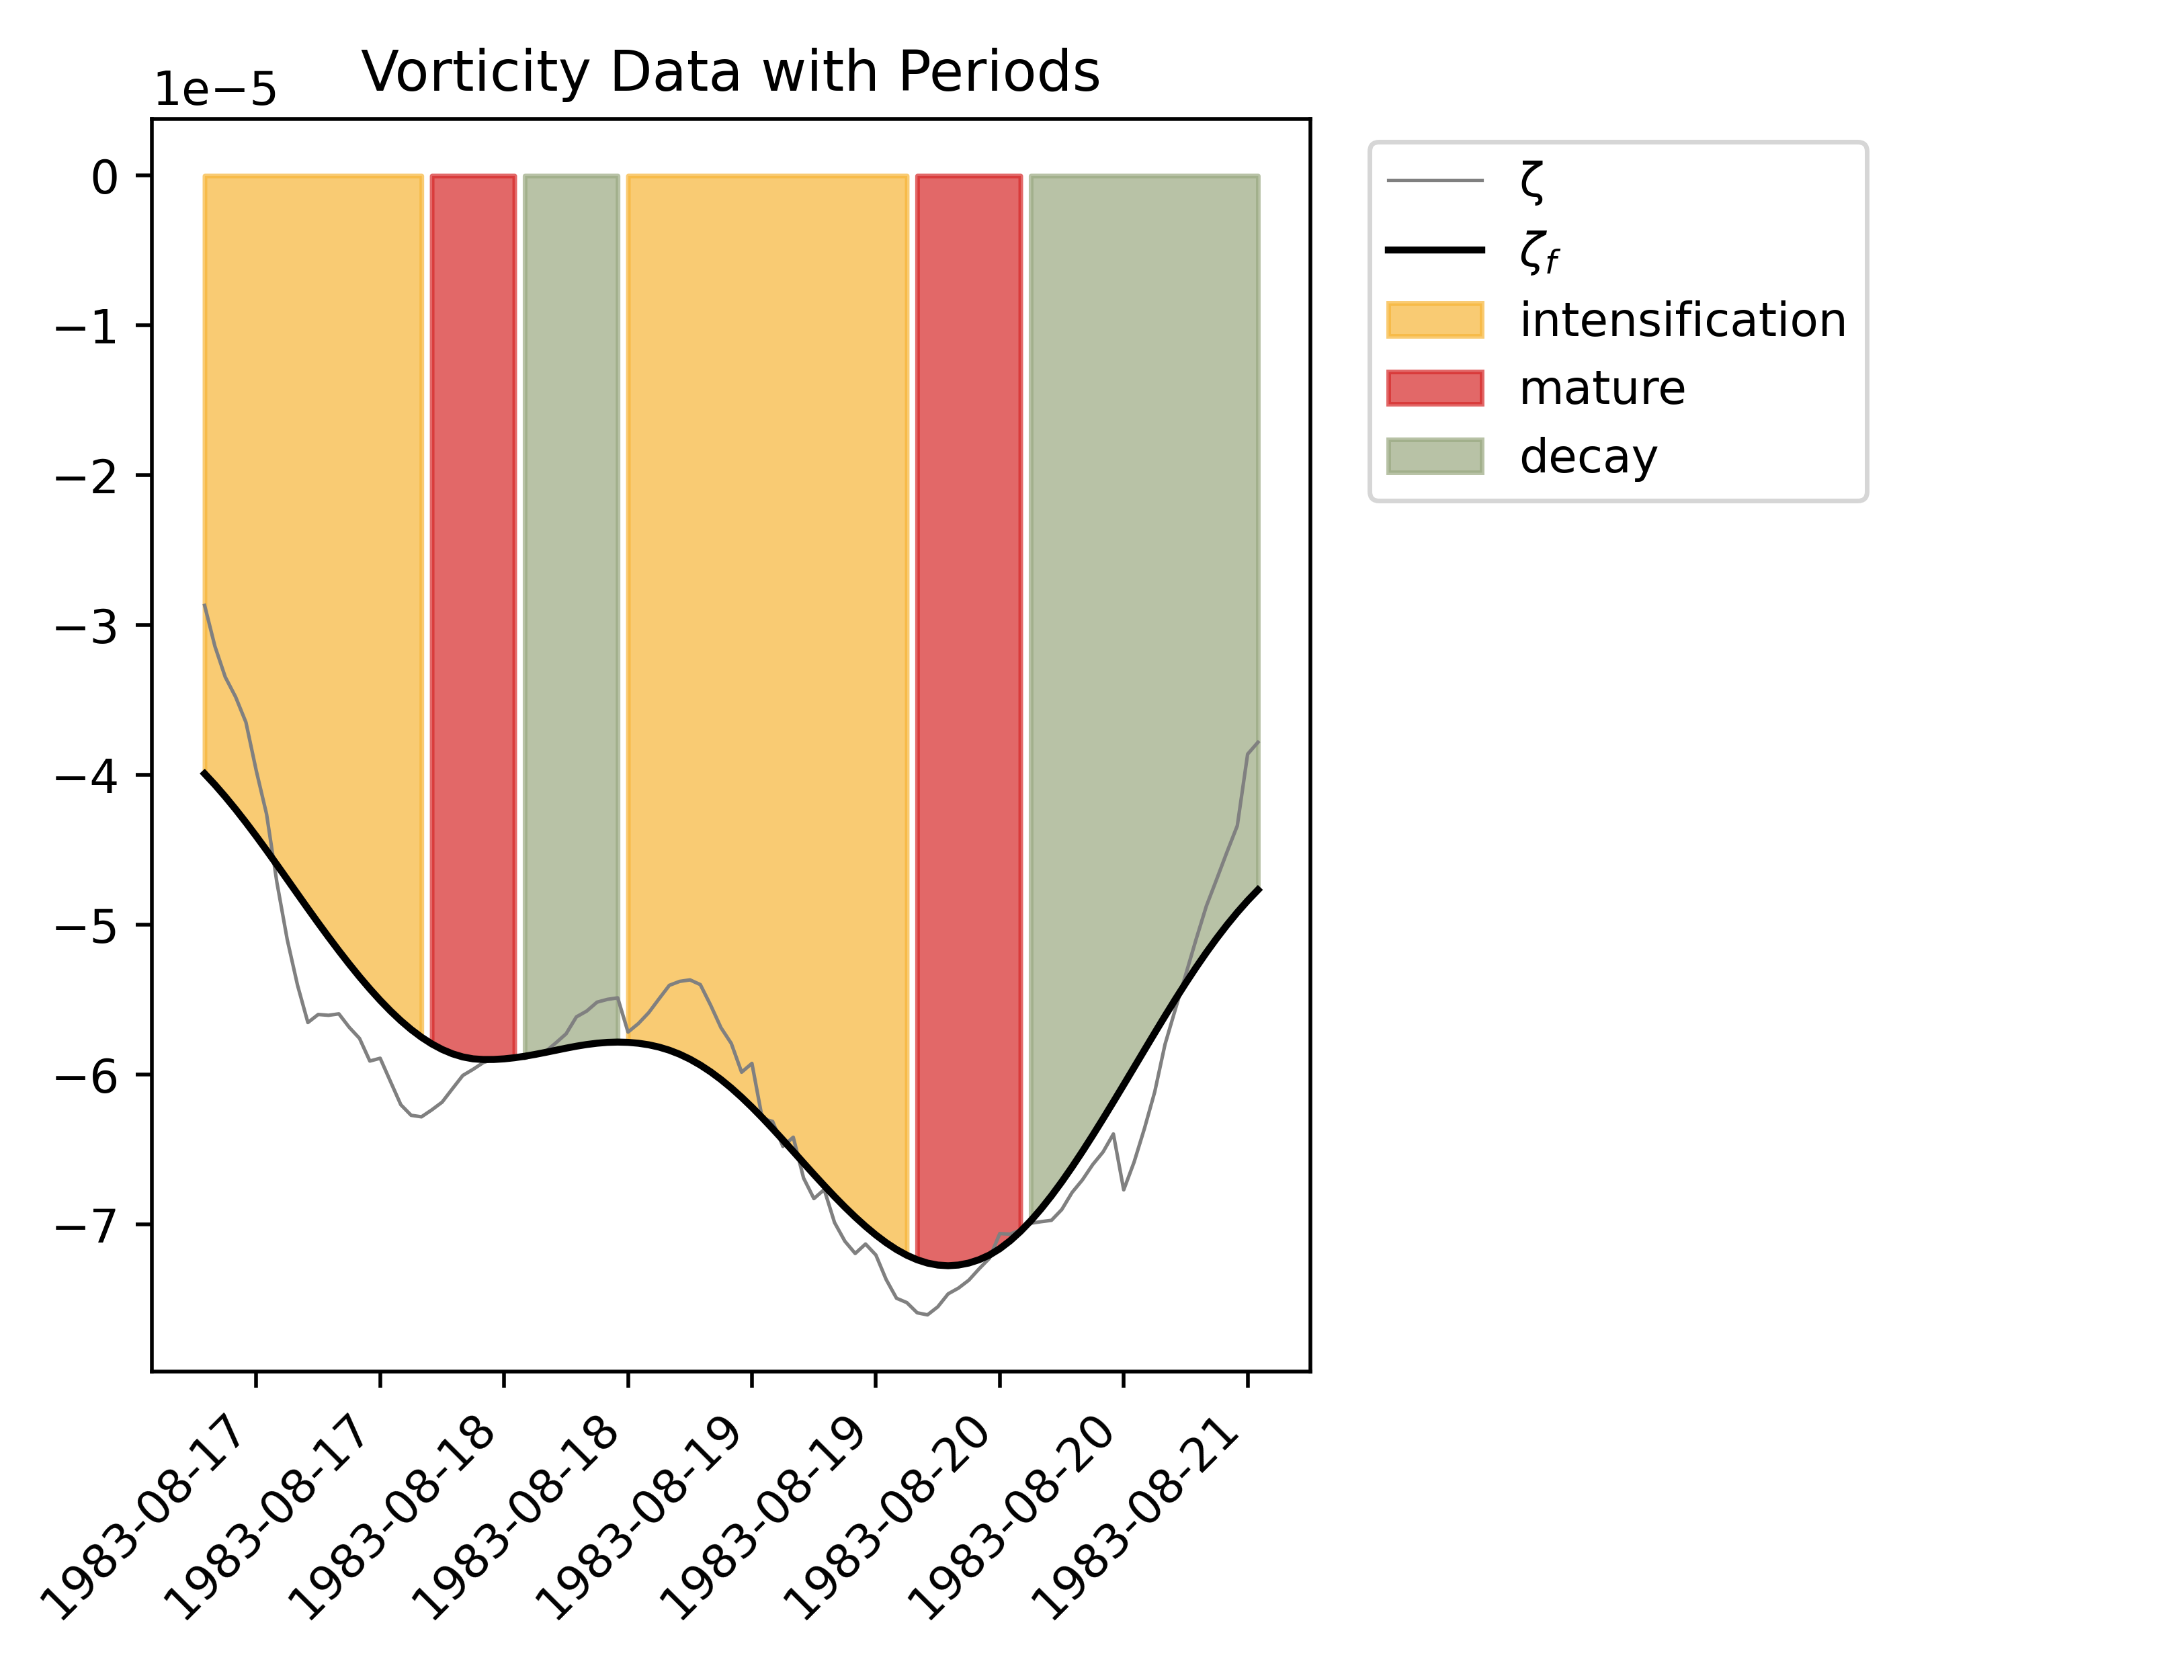 Vorticity Data with Periods
1e−5
0
−1
−2
−3
−4
−5
−6
−7
1983-08-17
1983-08-17
1983-08-18
1983-08-18
1983-08-19
1983-08-19
1983-08-20
1983-08-20
1983-08-21
ζ
ζf
intensification
mature
decay